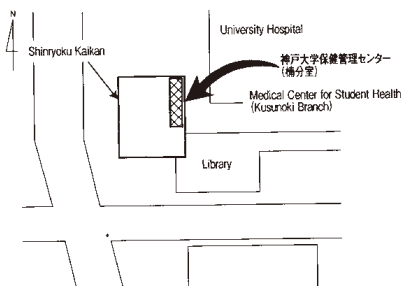 N
University Hospital
Shinryoku Kaikan
神戸大学保健管理センター
(楠分室)
Medical Center for Student Health
(Kusunoki Branch)
Library